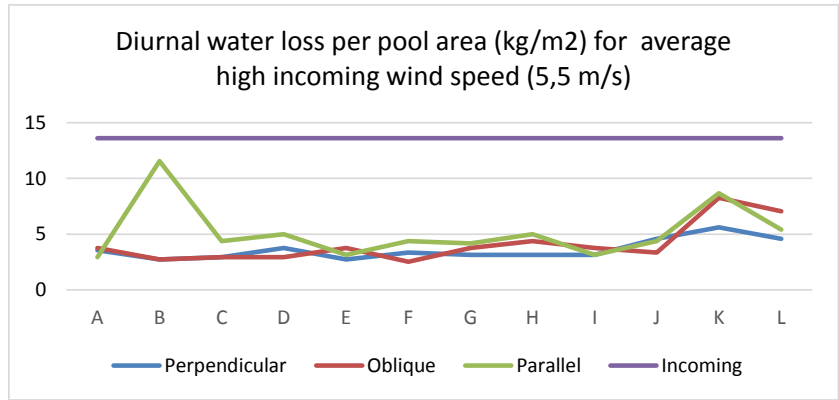 Diurnal water loss per pool area (kg/m2) for average
high incoming wind speed (5,5 m/s)
15
10
5
0
A B C D E F G H I J K L
Perpendicular Oblique Parallel Incoming